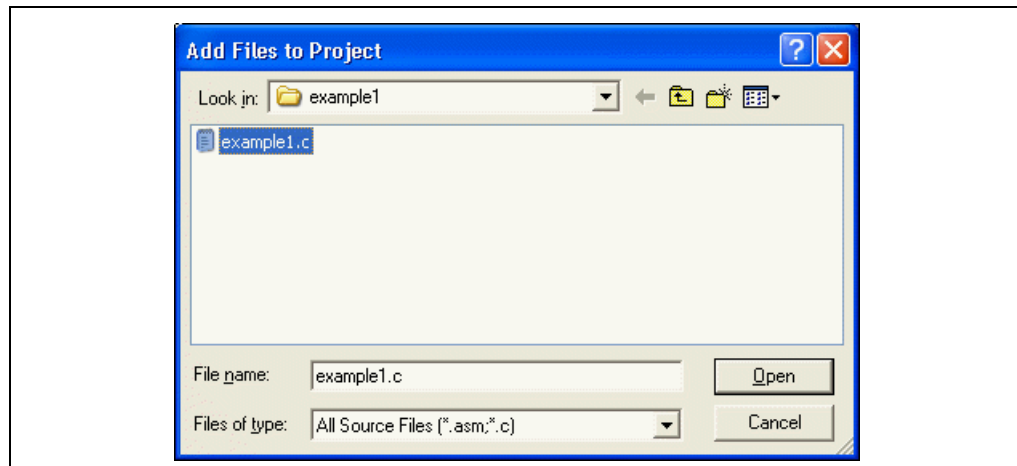 Add Files to Project
Look in: example1
example1.c
File name: example1.c Open
Files of type: All Source Files (*.asm;*.c) Cancel